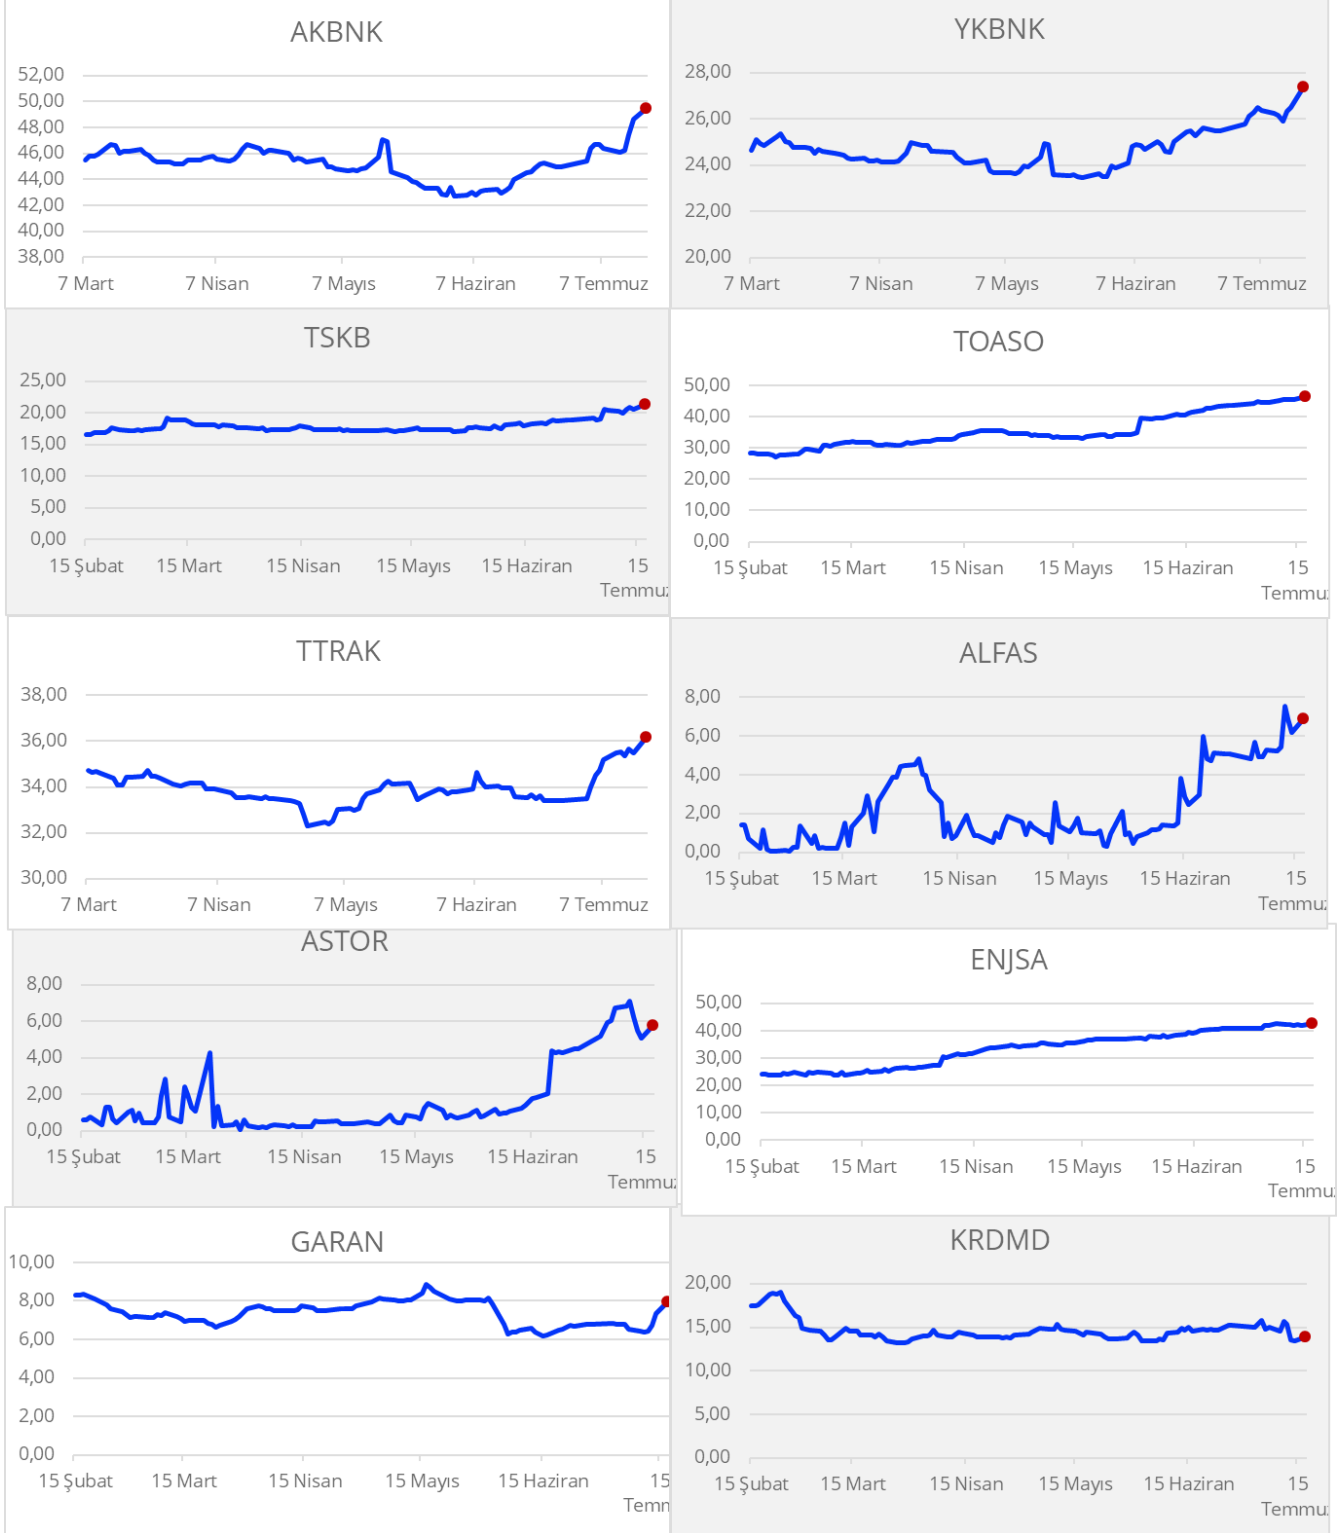 AKBNK
52,00
50,00
48,00
46,00
44,00
42,00
40,00
38,00
7 Mart 7 Nisan 7 Mayıs 7 Haziran 7 Temmuz
YKBNK
28,00
26,00
24,00
22,00
20,00
7 Mart 7 Nisan 7 Mayıs 7 Haziran 7 Temmuz
TSKB
25,00
20,00
15,00
10,00
5,00
0,00
15 Şubat 15 Mart 15 Nisan 15 Mayıs 15 Haziran 15
Temmuz
TOASO
50,00
40,00
30,00
20,00
10,00
0,00
15 Şubat 15 Mart 15 Nisan 15 Mayıs 15 Haziran 15
Temmu
TTRAK
38,00
36,00
34,00
32,00
30,00
7 Mart 7 Nisan 7 Mayıs 7 Haziran 7 Temmuz
ALFAS
8,00
6,00
4,00
2,00
0,00
15 Şubat 15 Mart 15 Nisan 15 Mayıs 15 Haziran 15
Temmuz
ASTOR
8,00
6,00
4,00
2,00
0,00
15 Şubat 15 Mart 15 Nisan 15 Mayıs 15 Haziran 15
Temmuz
ENJSA
50,00
40,00
30,00
20,00
10,00
0,00
15 Şubat 15 Mart 15 Nisan 15 Mayıs 15 Haziran 15
Temmuz
GARAN
10,00
8,00
6,00
4,00
2,00
0,00
15 Şubat 15 Mart 15 Nisan 15 Mayıs 15 Haziran 15
Temm
KRDMD
20,00
15,00
10,00
5,00
0,00
15 Şubat 15 Mart 15 Nisan 15 Mayıs 15 Haziran 15
Temmu